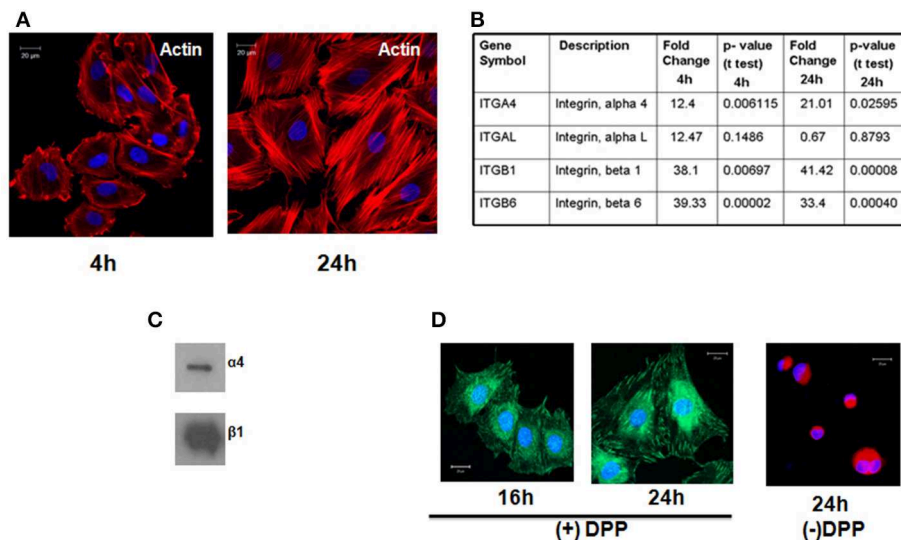 A
B
20 µm
Actin
20 µm
Actin
4h
24h
Gene Symbol Description Fold Change 4h p- value (t test) 4h Fold Change 24h p-value (t test) 24h
ITGA4 Integrin, alpha 4 12.4 0.006115 21.01 0.02595
ITGAL Integrin, alpha L 12.47 0.1486 0.67 0.8793
ITGB1 Integrin, beta 1 38.1 0.00697 41.42 0.00008
ITGB6 Integrin, beta 6 39.33 0.00002 33.4 0.00040
C
α4
β1
D
16h
24h
24h
(+) DPP
(-)DPP